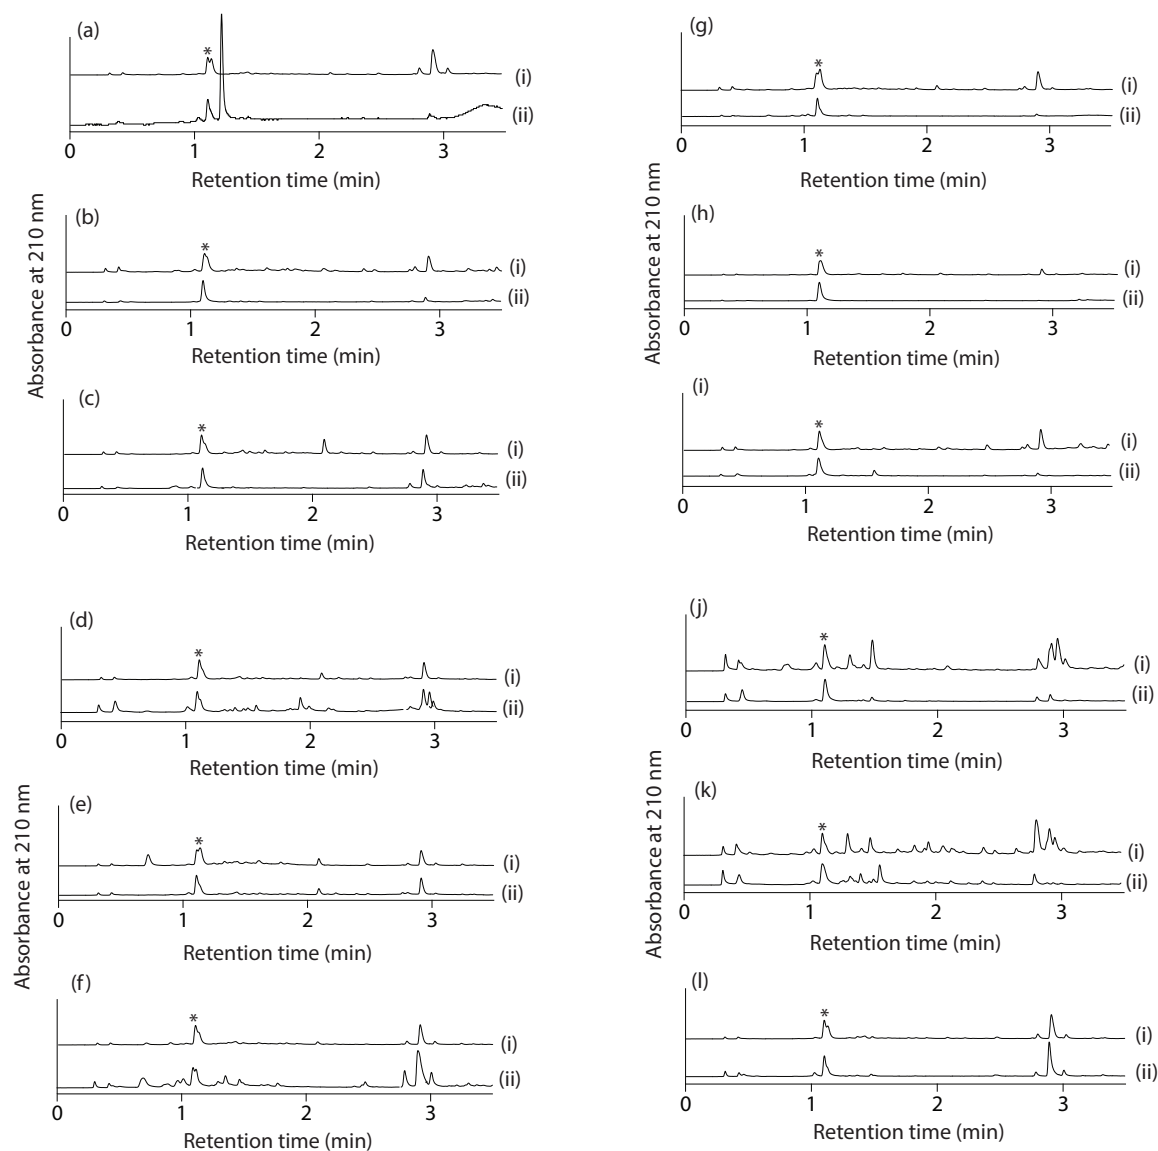 (a)
*
(i)
(ii)
0 1 2 3
Retention time (min)
(b)
*
(i)
(ii)
0 1 2 3
Retention time (min)
(c)
*
(i)
(ii)
0 1 2 3
Retention time (min)
Absorbance at 210 nm
(d)
*
(i)
(ii)
0 1 2 3
Retention time (min)
(e)
*
(i)
(ii)
0 1 2 3
Retention time (min)
(f)
*
(i)
(ii)
0 1 2 3
Retention time (min)
Absorbance at 210 nm
(g)
*
(i)
(ii)
0 1 2 3
Retention time (min)
(h)
*
(i)
(ii)
0 1 2 3
Retention time (min)
(i)
*
(i)
(ii)
0 1 2 3
Retention time (min)
Absorbance at 210 nm
(j)
*
(i)
(ii)
0 1 2 3
Retention time (min)
(k)
*
(i)
(ii)
0 1 2 3
Retention time (min)
(l)
*
(i)
(ii)
0 1 2 3
Retention time (min)
Absorbance at 210 nm